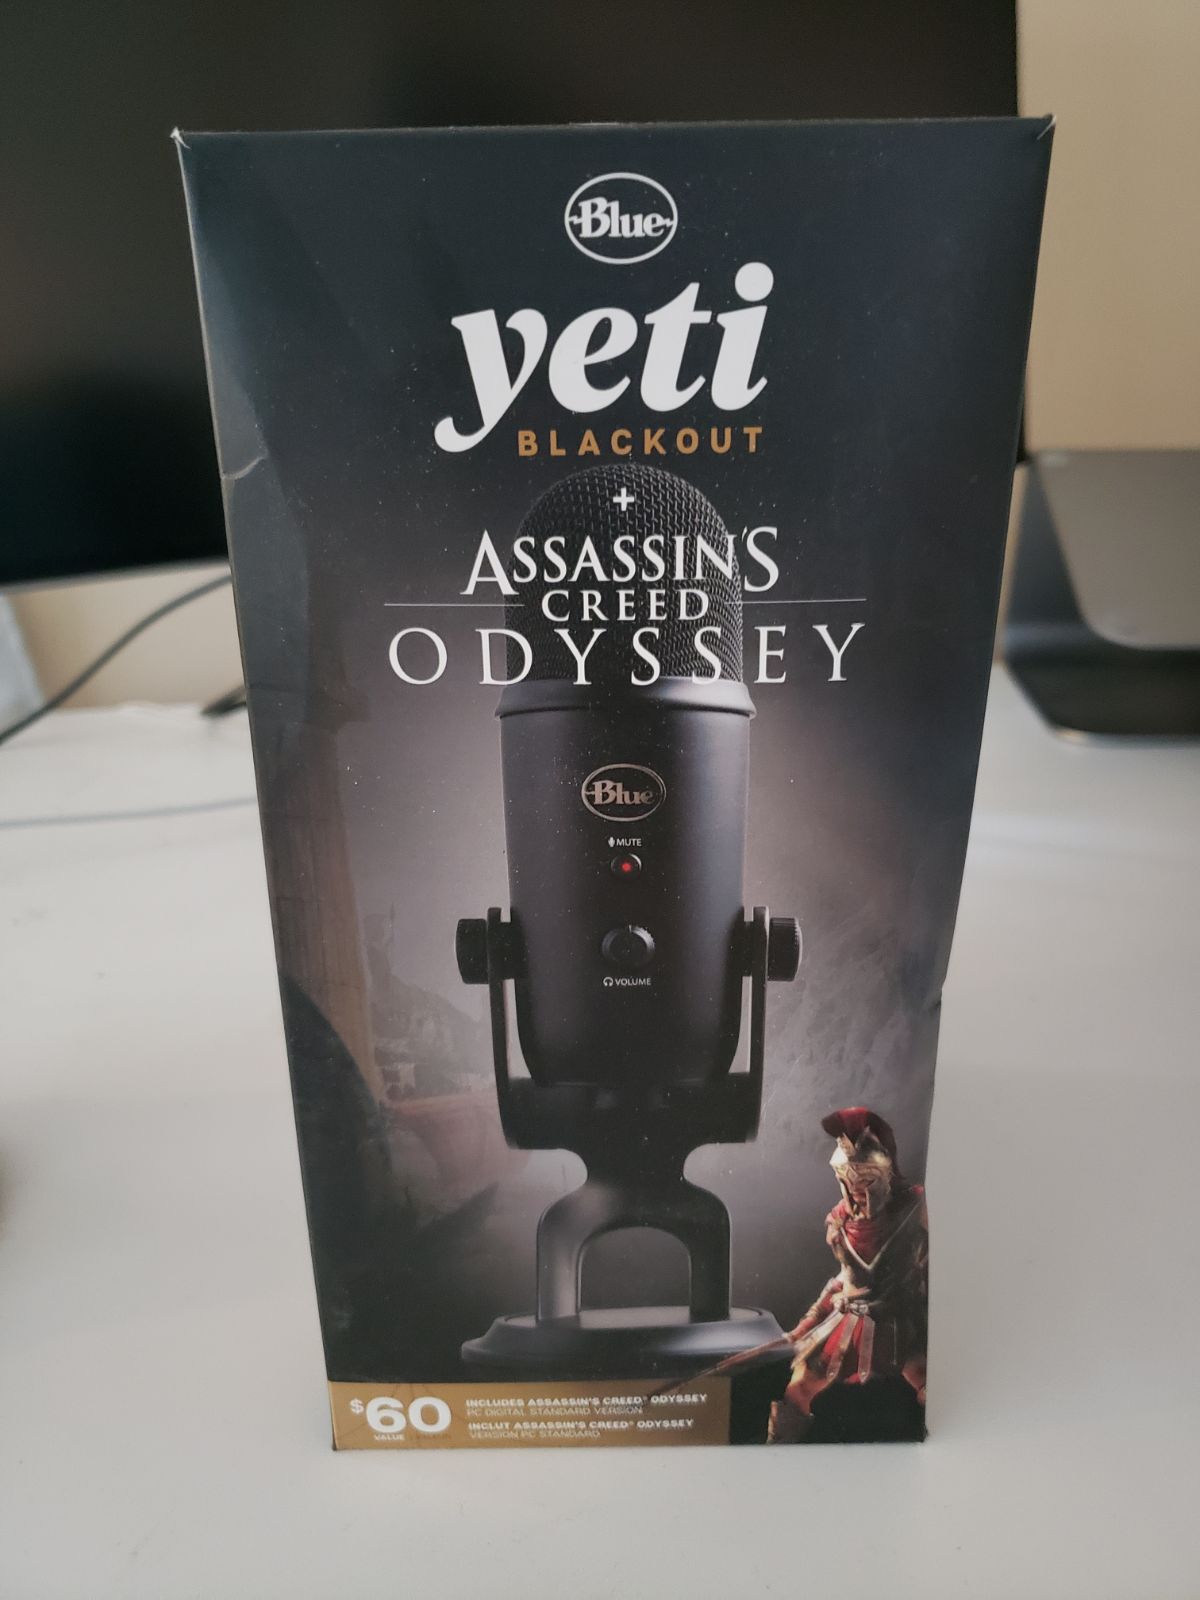 Blue
yeti
BLACKOUT
+
ASSASSIN'S
CREED
ODYSSEY
Blue
MUTE
VOLUME
$60
VALUE
INCLUDES ASSASSIN'S CREED® ODYSSEY
PC DIGITAL STANDARD VERSION
INCLUT ASSASSIN'S CREED® ODYSSEY
VERSION PC STANDARD